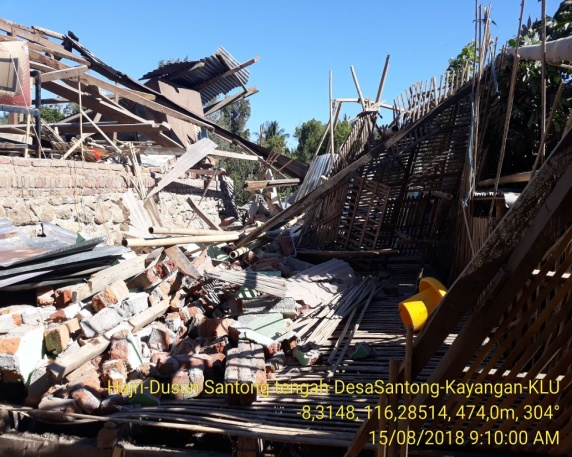 Hajri-Dusun Santong tengah-DesaSantong-Kayangan-KLU
-8,3148, 116,28514, 474,0m, 304°
15/08/2018 9:10:00 AM